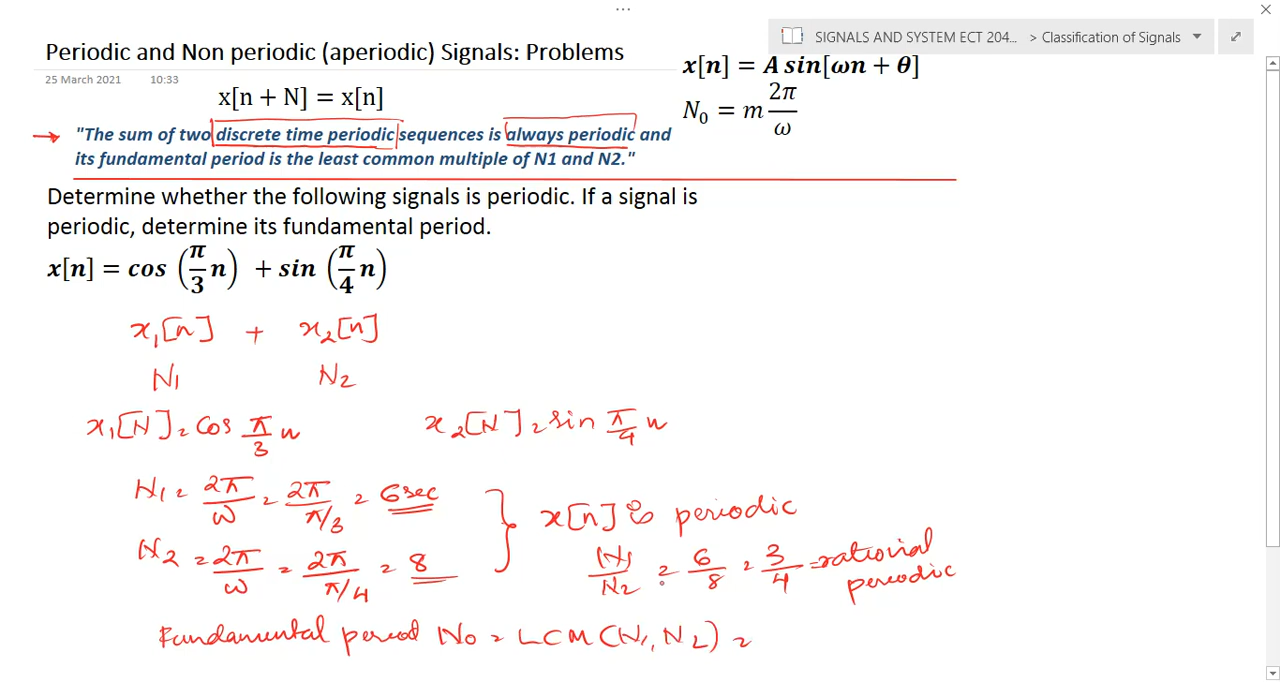 SIGNALS AND SYSTEM ECT 204... > Classification of Signals
Periodic and Non periodic (aperiodic) Signals: Problems
25 March 2021 10:33
x[n] = A sin[ωn + θ]
x[n + N] = x[n]
N₀ = m 2π/ω
"The sum of two discrete time periodic sequences is always periodic and
its fundamental period is the least common multiple of N1 and N2."
Determine whether the following signals is periodic. If a signal is
periodic, determine its fundamental period.
x[n] = cos (π/3 n) + sin (π/4 n)
x₁[n] + x₂[n]
N₁ N₂
x₁[N] = cos π/3 n x₂[N] = sin π/4 n
N₁ = 2π/ω = 2π/π/3 = 6 sec
x[n] is periodic
N₂ = 2π/ω = 2π/π/4 = 8
N₁/N₂ = 6/8 = 3/4 = rational
periodic
Fundamental period N₀ = LCM(N₁, N₂) =